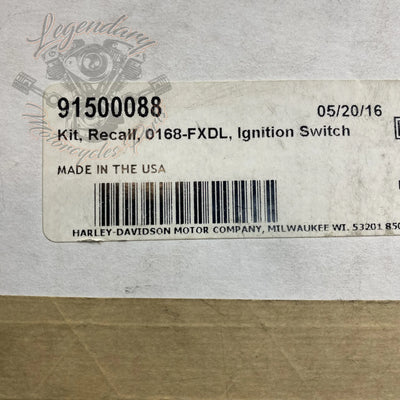 Legendary
Motorcycles
91500088
05/20/16
Kit, Recall, 0168-FXDL, Ignition Switch
MADE IN THE USA
HARLEY-DAVIDSON MOTOR COMPANY, MILWAUKEE WI. 53201